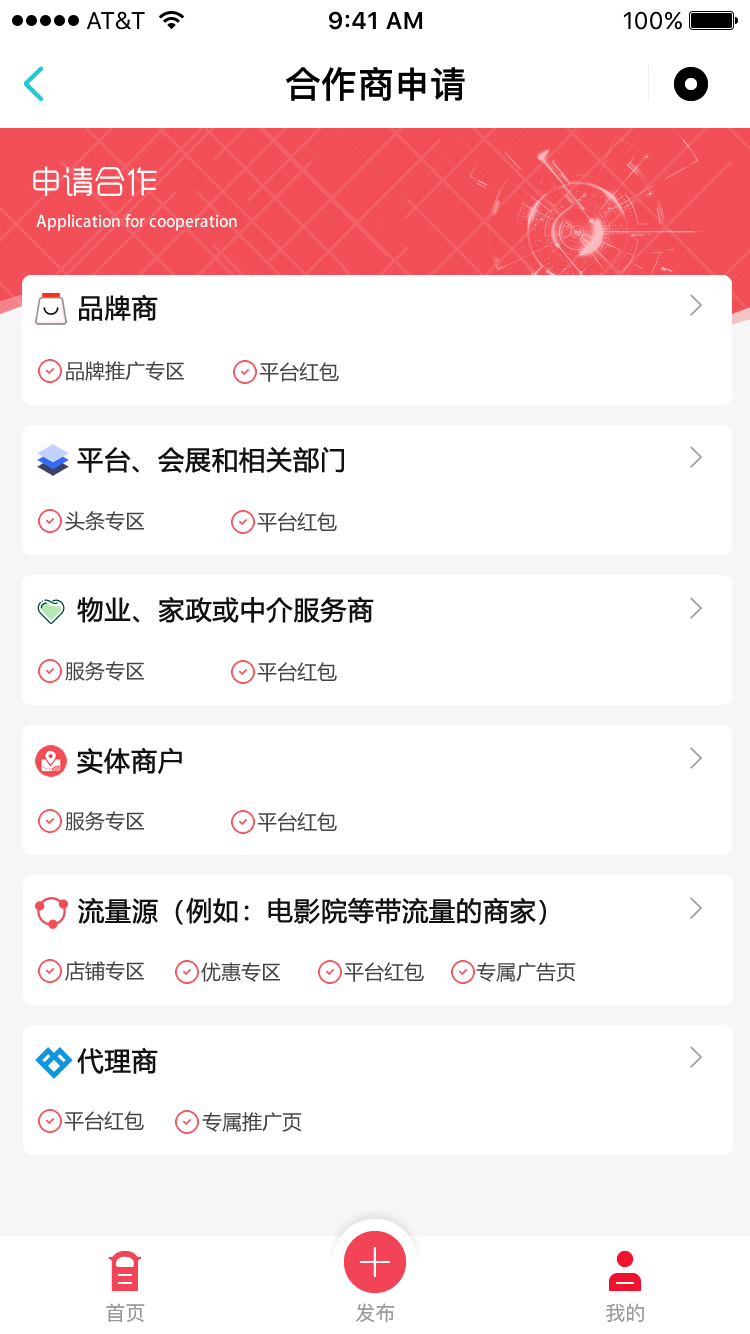 AT&T 9:41 AM 100%
合作商申请
申请合作
Application for cooperation
品牌商
品牌推广专区 平台红包
平台、会展和相关部门
头条专区 平台红包
物业、家政或中介服务商
服务专区 平台红包
实体商户
服务专区 平台红包
流量源（例如：电影院等带流量的商家）
店铺专区 优惠专区 平台红包 专属广告页
代理商
平台红包 专属推广页
首页 发布 我的